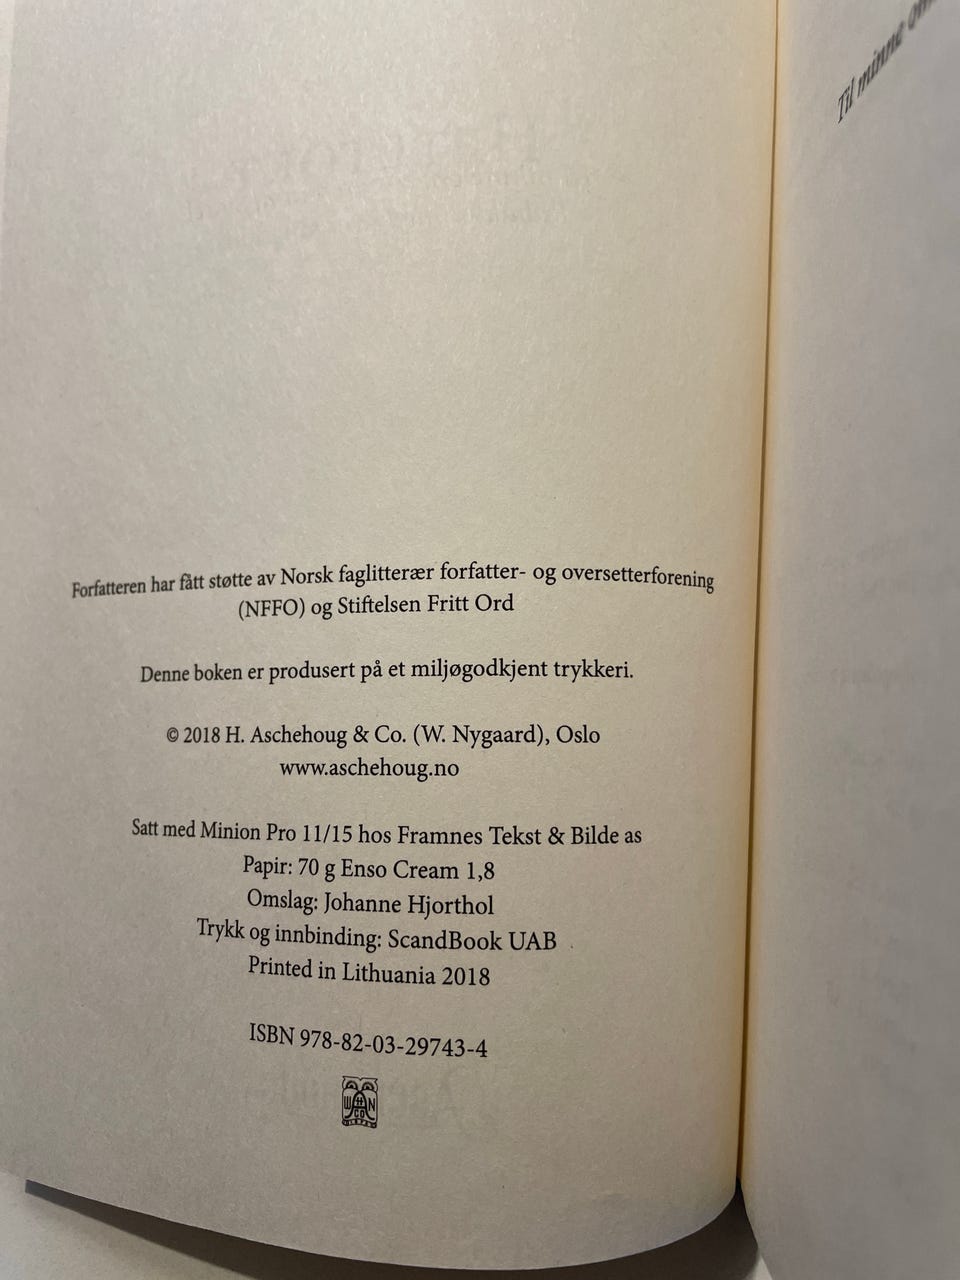 Forfatteren har fått støtte av Norsk faglitterær forfatter- og oversetterforening
(NFFO) og Stiftelsen Fritt Ord
Denne boken er produsert på et miljøgodkjent trykkeri.
© 2018 H. Aschehoug & Co. (W. Nygaard), Oslo
www.aschehoug.no
Satt med Minion Pro 11/15 hos Framnes Tekst & Bilde as
Papir: 70 g Enso Cream 1,8
Omslag: Johanne Hjorthol
Trykk og innbinding: ScandBook UAB
Printed in Lithuania 2018
ISBN 978-82-03-29743-4
Til minne